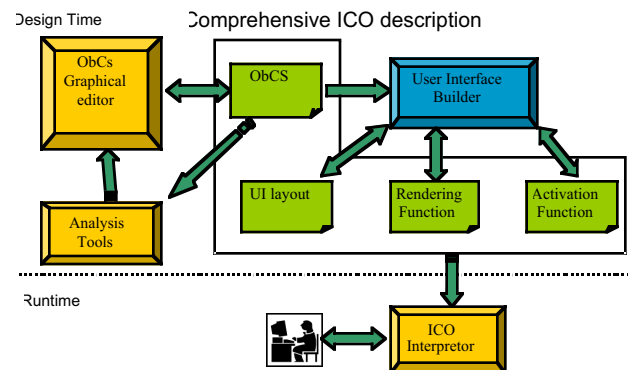 Design Time
Comprehensive ICO description
ObCs
Graphical
editor
ObCS
User Interface
Builder
UI layout
Rendering
Function
Activation
Function
Analysis
Tools
Runtime
ICO
Interpretor